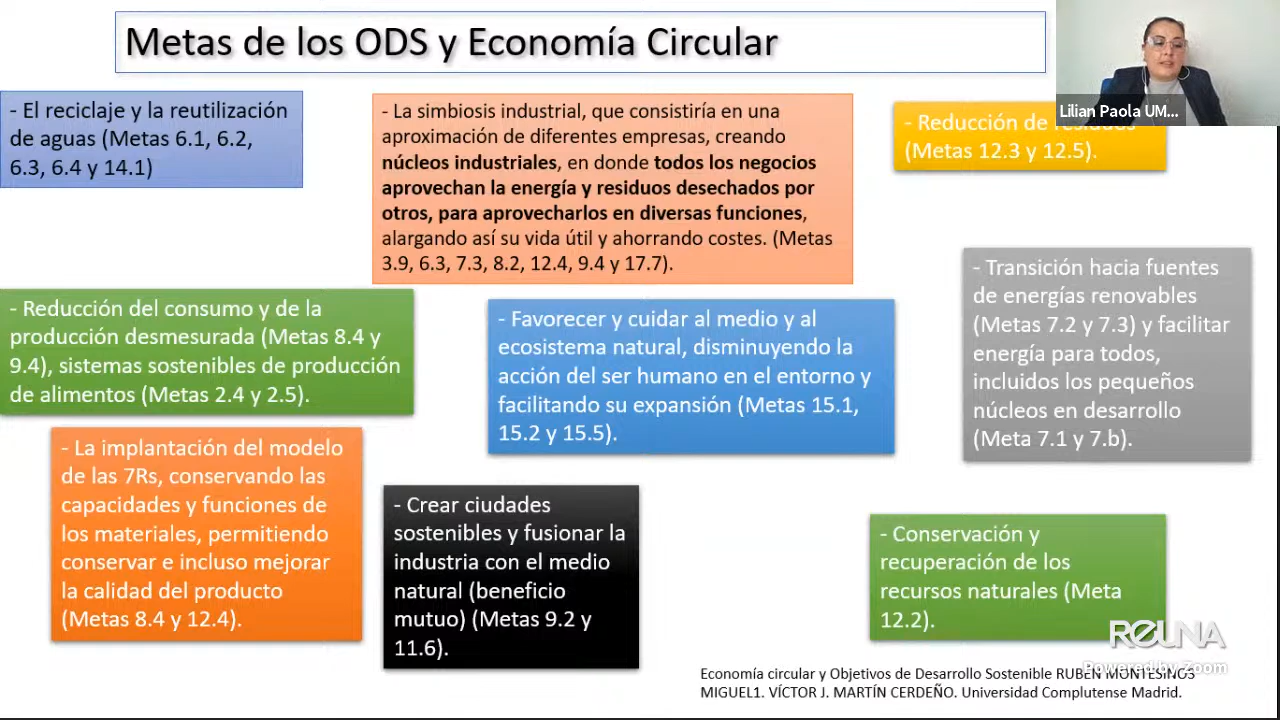 Metas de los ODS y Economía Circular
Lilian Paola UM...
- El reciclaje y la reutilización
de aguas (Metas 6.1, 6.2,
6.3, 6.4 y 14.1)
- La simbiosis industrial, que consistiría en una
aproximación de diferentes empresas, creando
núcleos industriales, en donde todos los negocios
aprovechan la energía y residuos desechados por
otros, para aprovecharlos en diversas funciones,
alargando así su vida útil y ahorrando costes. (Metas
3.9, 6.3, 7.3, 8.2, 12.4, 9.4 y 17.7).
- Reducción de residuos
(Metas 12.3 y 12.5).
- Reducción del consumo y de la
producción desmesurada (Metas 8.4 y
9.4), sistemas sostenibles de producción
de alimentos (Metas 2.4 y 2.5).
- Favorecer y cuidar al medio y al
ecosistema natural, disminuyendo la
acción del ser humano en el entorno y
facilitando su expansión (Metas 15.1,
15.2 y 15.5).
- Transición hacia fuentes
de energías renovables
(Metas 7.2 y 7.3) y facilitar
energía para todos,
incluidos los pequeños
núcleos en desarrollo
(Meta 7.1 y 7.b).
- La implantación del modelo
de las 7Rs, conservando las
capacidades y funciones de
los materiales, permitiendo
conservar e incluso mejorar
la calidad del producto
(Metas 8.4 y 12.4).
- Crear ciudades
sostenibles y fusionar la
industria con el medio
natural (beneficio
mutuo) (Metas 9.2 y
11.6).
- Conservación y
recuperación de los
recursos naturales (Meta
12.2).
REUNA
Powered by Zoom
Economía circular y Objetivos de Desarrollo Sostenible RUBÉN MONTESINOS
MIGUEL1. VÍCTOR J. MARTÍN CERDEÑO. Universidad Complutense Madrid.